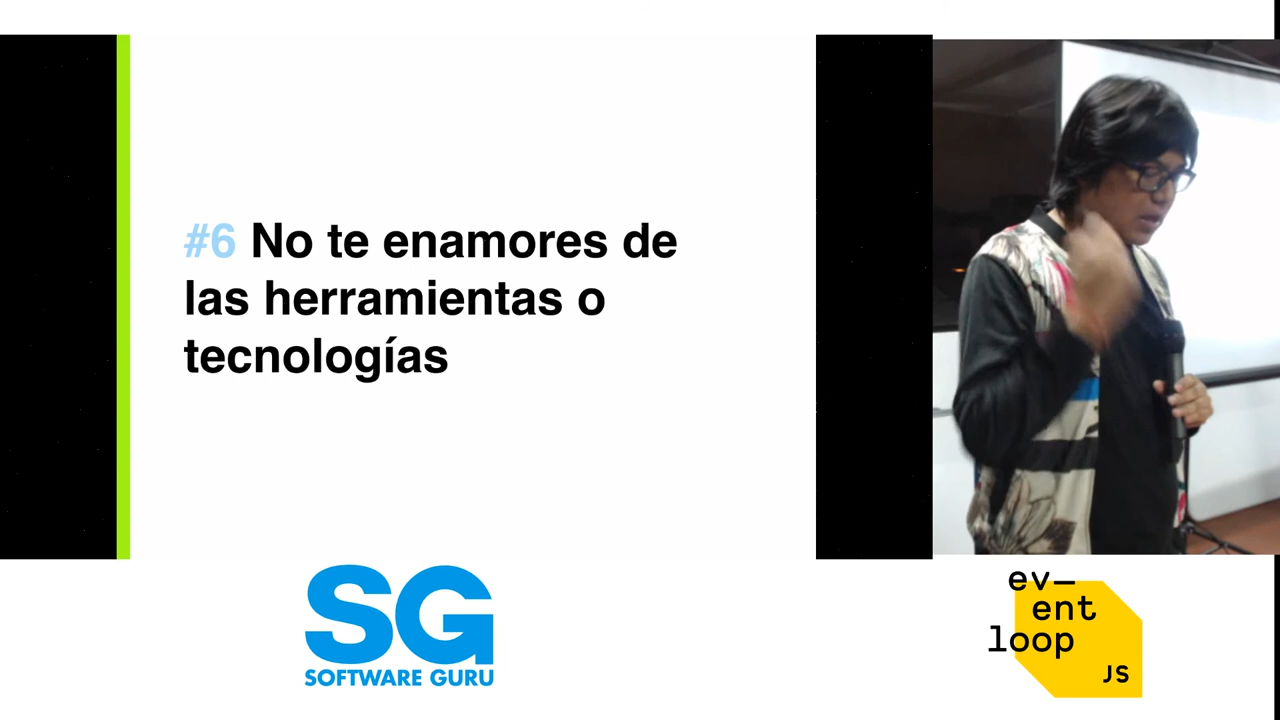 #6 No te enamores de
las herramientas o
tecnologías
SG
SOFTWARE GURU
ev—
ent
loop
JS